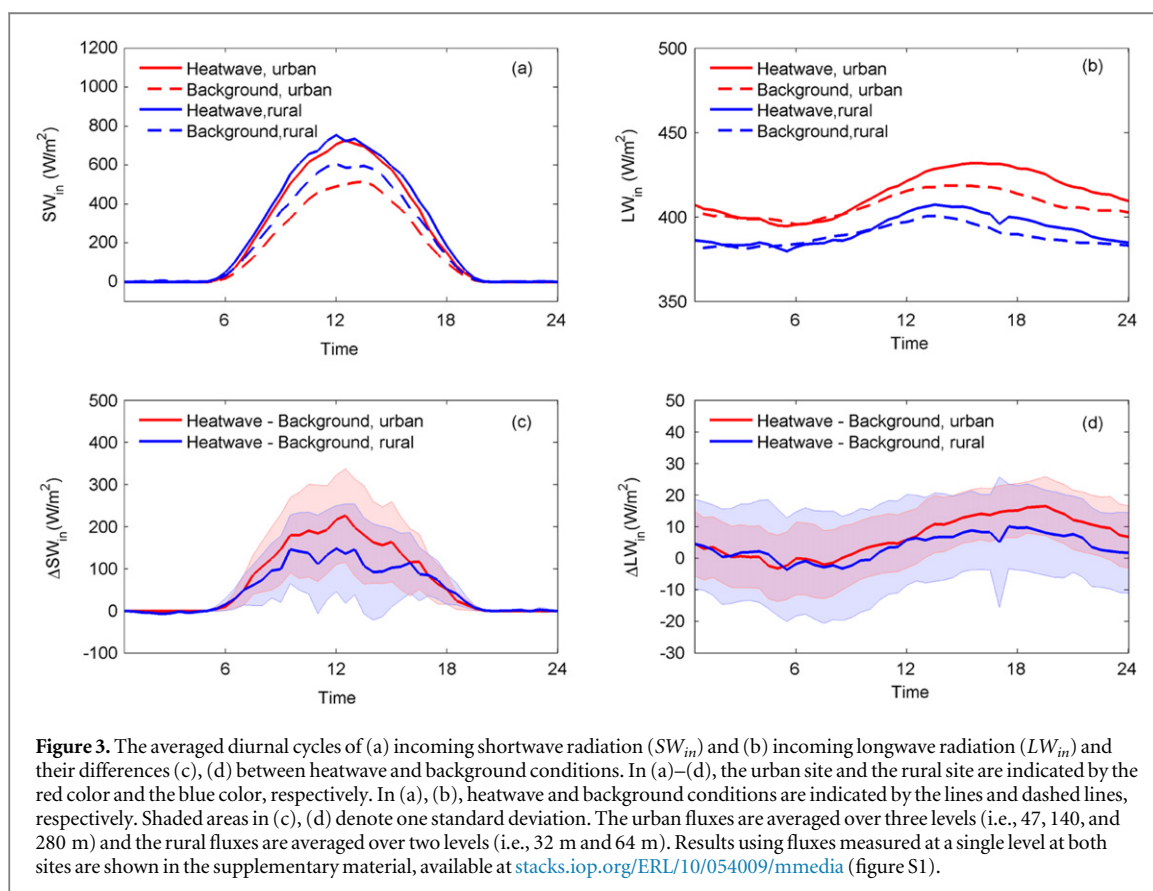 1200
1000
800
600
400
200
0
SW_in (W/m²)
Heatwave, urban
Background, urban
Heatwave,rural
Background,rural
(a)
6
12
18
24
Time
500
450
400
350
LW_in (W/m²)
Heatwave, urban
Background, urban
Heatwave,rural
Background,rural
(b)
6
12
18
24
Time
500
400
300
200
100
0
-100
ΔSW_in (W/m²)
Heatwave - Background, urban
Heatwave - Background, rural
(c)
6
12
18
24
Time
50
40
30
20
10
0
-10
-20
-30
ΔLW_in (W/m²)
Heatwave - Background, urban
Heatwave - Background, rural
(d)
6
12
18
24
Time
Figure 3. The averaged diurnal cycles of (a) incoming shortwave radiation (SW_in) and (b) incoming longwave radiation (LW_in) and
their differences (c), (d) between heatwave and background conditions. In (a)–(d), the urban site and the rural site are indicated by the
red color and the blue color, respectively. In (a), (b), heatwave and background conditions are indicated by the lines and dashed lines,
respectively. Shaded areas in (c), (d) denote one standard deviation. The urban fluxes are averaged over three levels (i.e., 47, 140, and
280 m) and the rural fluxes are averaged over two levels (i.e., 32 m and 64 m). Results using fluxes measured at a single level at both
sites are shown in the supplementary material, available at stacks.iop.org/ERL/10/054009/mmedia (figure S1).